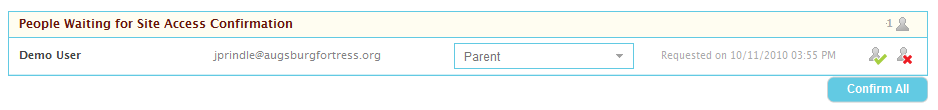 People Waiting for Site Access Confirmation 1
Demo User jprindle@augsburgfortress.org Parent Requested on 10/11/2010 03:55 PM
Confirm All